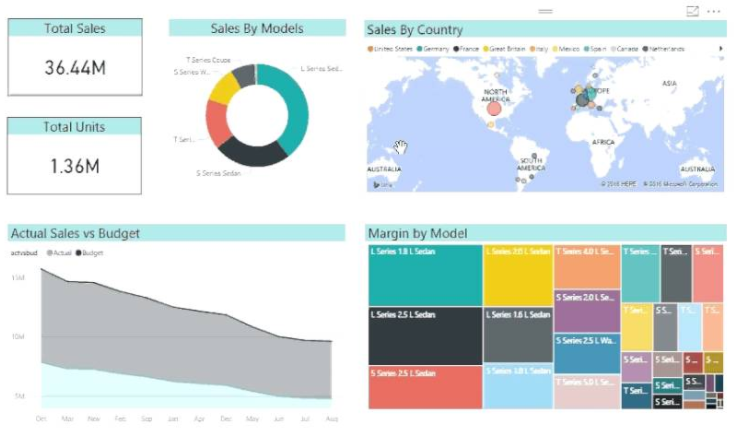 Total Sales
36.44M
Total Units
1.36M
Sales By Models
T Series Coupe
S Series W...
L Series Sed...
T Seri...
S Series Sedan
Sales By Country
United States Germany France Great Britain Italy Mexico Spain Canada Netherlands
NORTH AMERICA
EUROPE
ASIA
AFRICA
SOUTH AMERICA
AUSTRALIA
AUSTRALIA
© 2016 HERE © 2016 Microsoft Corporation
Actual Sales vs Budget
actvsbud Actual Budget
15M
10M
5M
Oct Mar Nov Feb Sep Jan Apr Dec May Jun Jul Aug
Margin by Model
L Series 1.8 L Sedan
L Series 2.5 L Sedan
S Series 2.5 L Sedan
L Series 2.0 L Sedan
L Series 1.6 L Sedan
S Series 3.0 L Sedan
T Series 4.0 L Se...
S Series 2.0 L Se...
S Series 2.5 L Wa...
T Series 5.0 L Se...
T Series ...
T Seri...
S Seri...
T Seri...
S S...
T S...
T S...
S Seri...
S Seri...
S ...
S ...
T Seri...
S Seri...
S S...
S Seri...